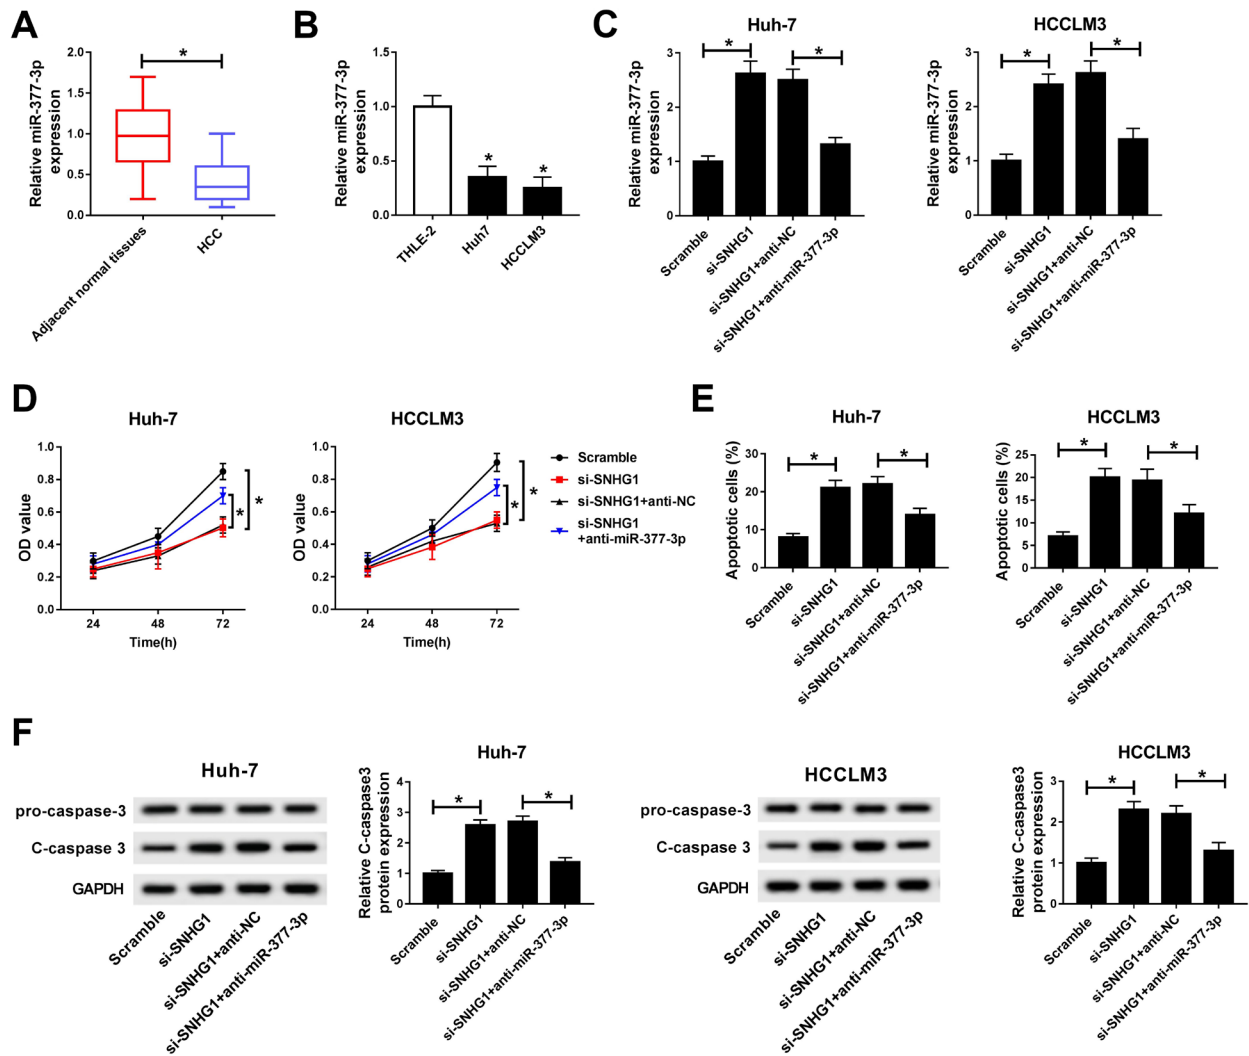 A
Relative miR-377-3p
expression
2.0
1.5
1.0
0.5
0.0
*
Adjacent normal tissues
HCC
B
Relative miR-377-3p
expression
1.5
1.0
0.5
0.0
*
*
THLE-2
Huh7
HCCLM3
C
Huh-7
Relative miR-377-3p
expression
3
2
1
0
*
*
Scramble
si-SNHG1
si-SNHG1+anti-NC
si-SNHG1+anti-miR-377-3p
HCCLM3
Relative miR-377-3p
expression
3
2
1
0
*
*
Scramble
si-SNHG1
si-SNHG1+anti-NC
si-SNHG1+anti-miR-377-3p
D
Huh-7
OD value
1.0
0.8
0.6
0.4
0.2
0.0
*
*
24
48
72
Time(h)
HCCLM3
OD value
1.0
0.8
0.6
0.4
0.2
0.0
*
*
24
48
72
Time(h)
Scramble
si-SNHG1
si-SNHG1+anti-NC
si-SNHG1
+anti-miR-377-3p
E
Huh-7
Apoptotic cells (%)
30
20
10
0
*
*
Scramble
si-SNHG1
si-SNHG1+anti-NC
si-SNHG1+anti-miR-377-3p
HCCLM3
Apoptotic cells (%)
25
20
15
10
5
0
*
*
Scramble
si-SNHG1
si-SNHG1+anti-NC
si-SNHG1+anti-miR-377-3p
F
Huh-7
pro-caspase-3
C-caspase 3
GAPDH
Scramble
si-SNHG1
si-SNHG1+anti-NC
si-SNHG1+anti-miR-377-3p
Huh-7
Relative C-caspase3
protein expression
4
3
2
1
0
*
*
Scramble
si-SNHG1
si-SNHG1+anti-NC
si-SNHG1+anti-miR-377-3p
HCCLM3
pro-caspase-3
C-caspase 3
GAPDH
Scramble
si-SNHG1
si-SNHG1+anti-NC
si-SNHG1+anti-miR-377-3p
HCCLM3
Relative C-caspase3
protein expression
3
2
1
0
*
*
Scramble
si-SNHG1
si-SNHG1+anti-NC
si-SNHG1+anti-miR-377-3p